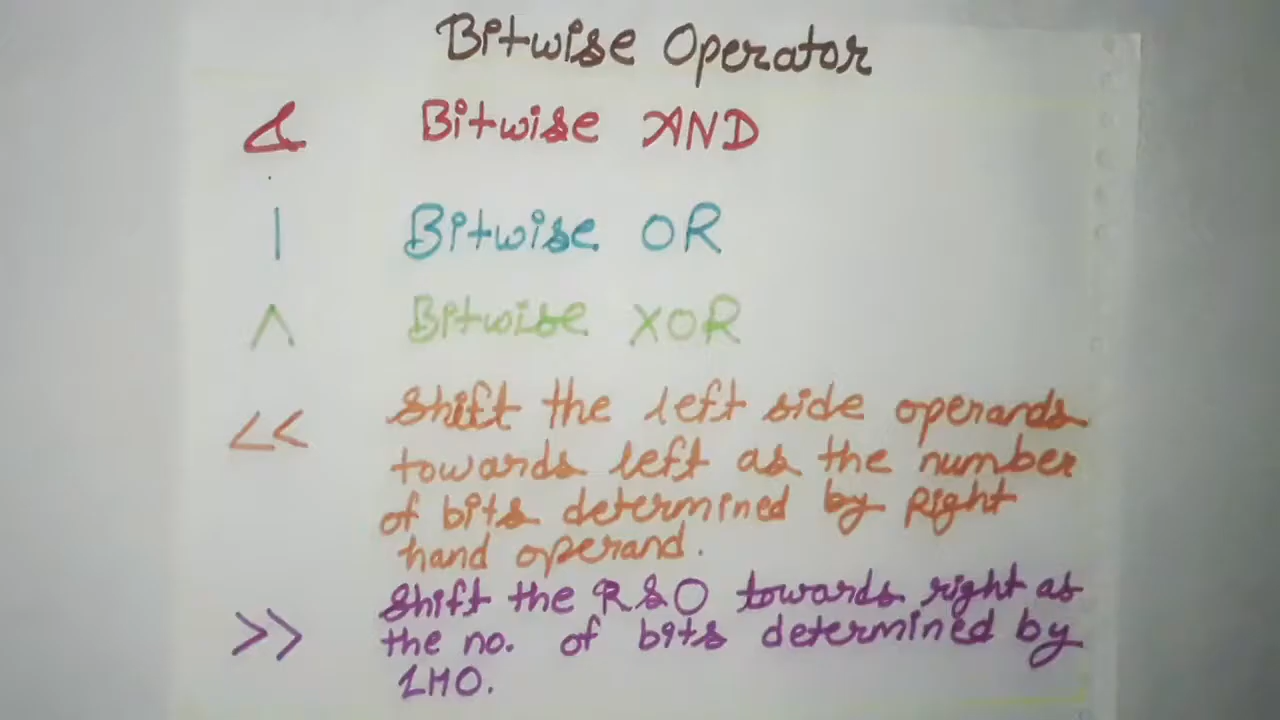 Bitwise Operator
& Bitwise AND
| Bitwise OR
^ Bitwise XOR
<< Shift the left side operands
towards left as the number
of bits determined by Right
hand operand.
>> Shift the RSO towards right as
the no. of bits determined by
LHO.